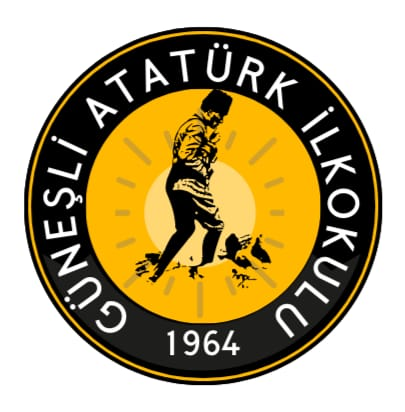 GÜNEŞLİ ATATÜRK İLKOKULU
1964